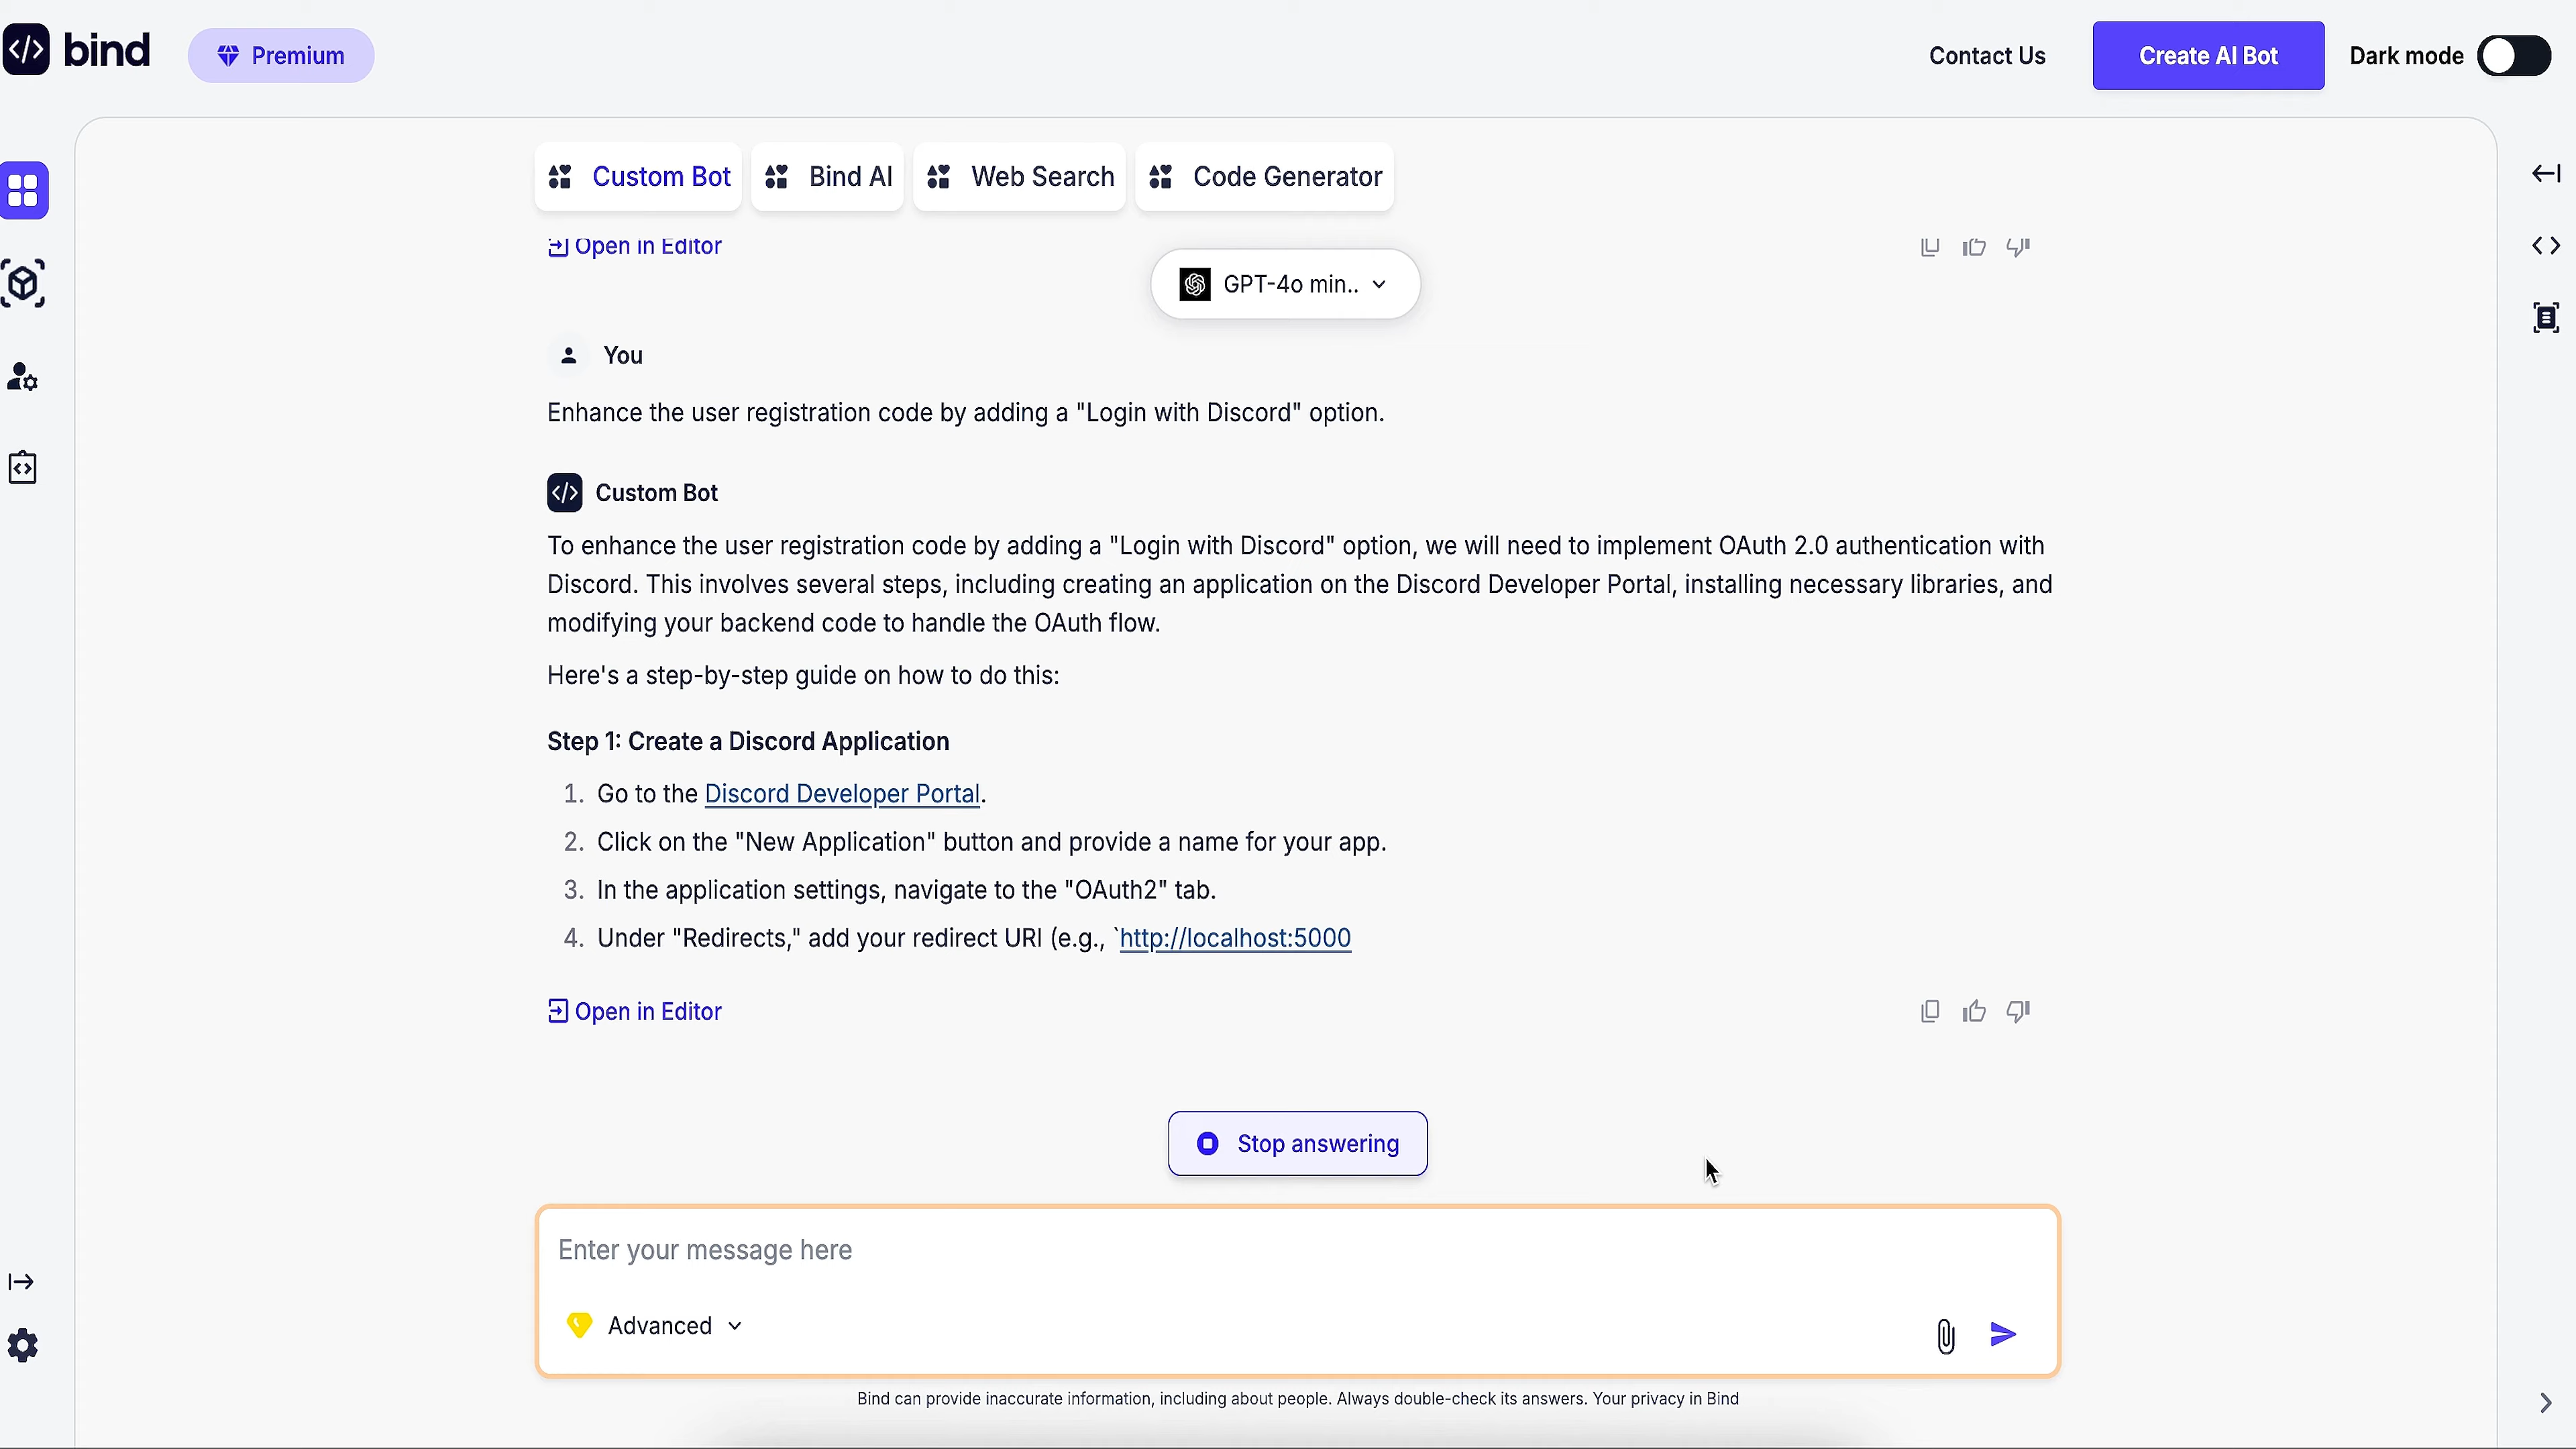 bind
Premium
Contact Us
Create AI Bot
Dark mode
Custom Bot
Bind AI
Web Search
Code Generator
Open in Editor
GPT-4o min..
You
Enhance the user registration code by adding a "Login with Discord" option.
Custom Bot
To enhance the user registration code by adding a "Login with Discord" option, we will need to implement OAuth 2.0 authentication with
Discord. This involves several steps, including creating an application on the Discord Developer Portal, installing necessary libraries, and
modifying your backend code to handle the OAuth flow.
Here's a step-by-step guide on how to do this:
Step 1: Create a Discord Application
1. Go to the Discord Developer Portal.
2. Click on the "New Application" button and provide a name for your app.
3. In the application settings, navigate to the "OAuth2" tab.
4. Under "Redirects," add your redirect URI (e.g., `http://localhost:5000
Open in Editor
Stop answering
Enter your message here
Advanced
Bind can provide inaccurate information, including about people. Always double-check its answers. Your privacy in Bind